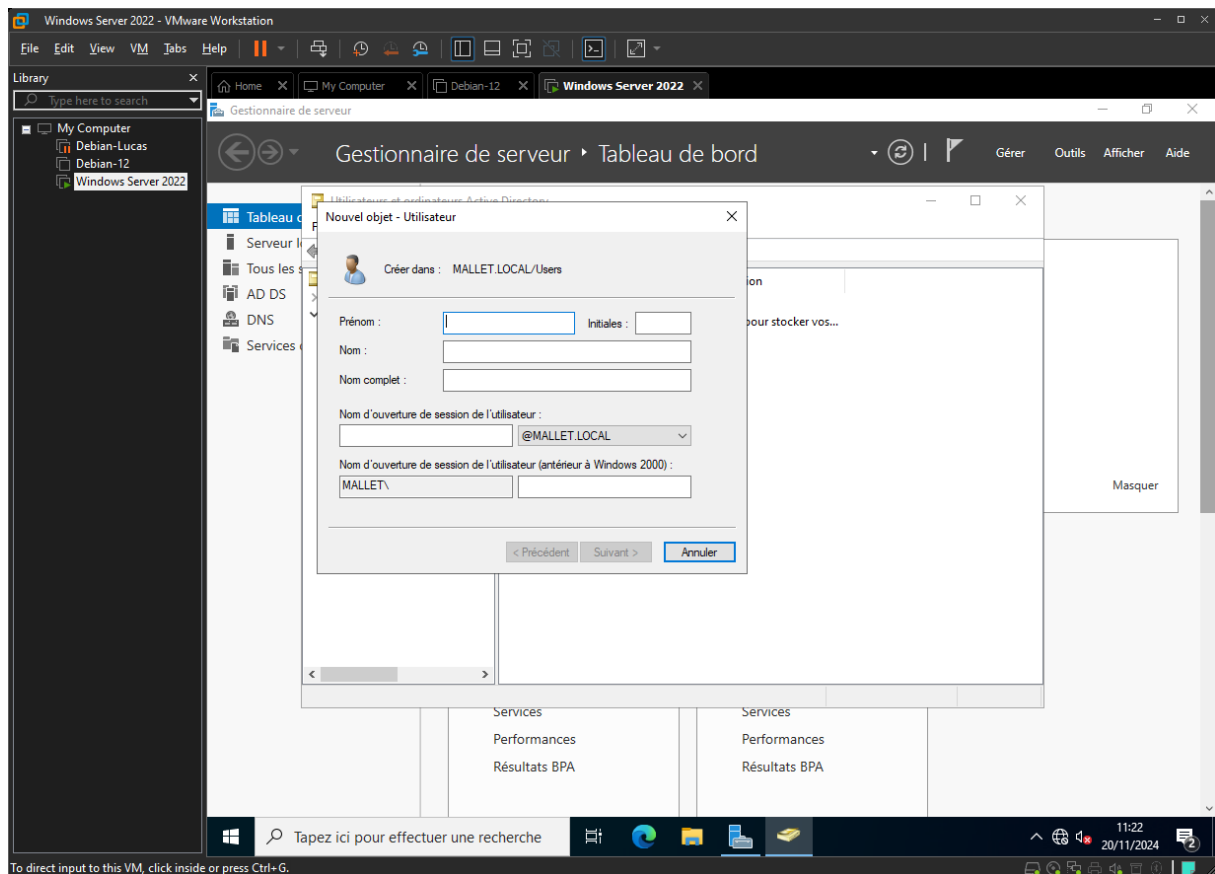 Windows Server 2022 - VMware Workstation
File Edit View VM Tabs Help
Library
Type here to search
My Computer
Debian-Lucas
Debian-12
Windows Server 2022
Home My Computer Debian-12 Windows Server 2022
Gestionnaire de serveur
Gestionnaire de serveur Tableau de bord
Gérer Outils Afficher Aide
Tableau
Serveur
Tous les
AD DS
DNS
Services
Utilisateurs et ordinateurs Active Directory
Nouvel objet - Utilisateur
Créer dans : MALLET.LOCAL/Users
Prénom :
Initiales :
Nom :
Nom complet :
Nom d'ouverture de session de l'utilisateur :
@MALLET.LOCAL
Nom d'ouverture de session de l'utilisateur (antérieur à Windows 2000) :
MALLET\
< Précédent Suivant > Annuler
ion
pour stocker vos...
Masquer
Services
Performances
Résultats BPA
Services
Performances
Résultats BPA
Tapez ici pour effectuer une recherche
11:22
20/11/2024
2
To direct input to this VM, click inside or press Ctrl+G.